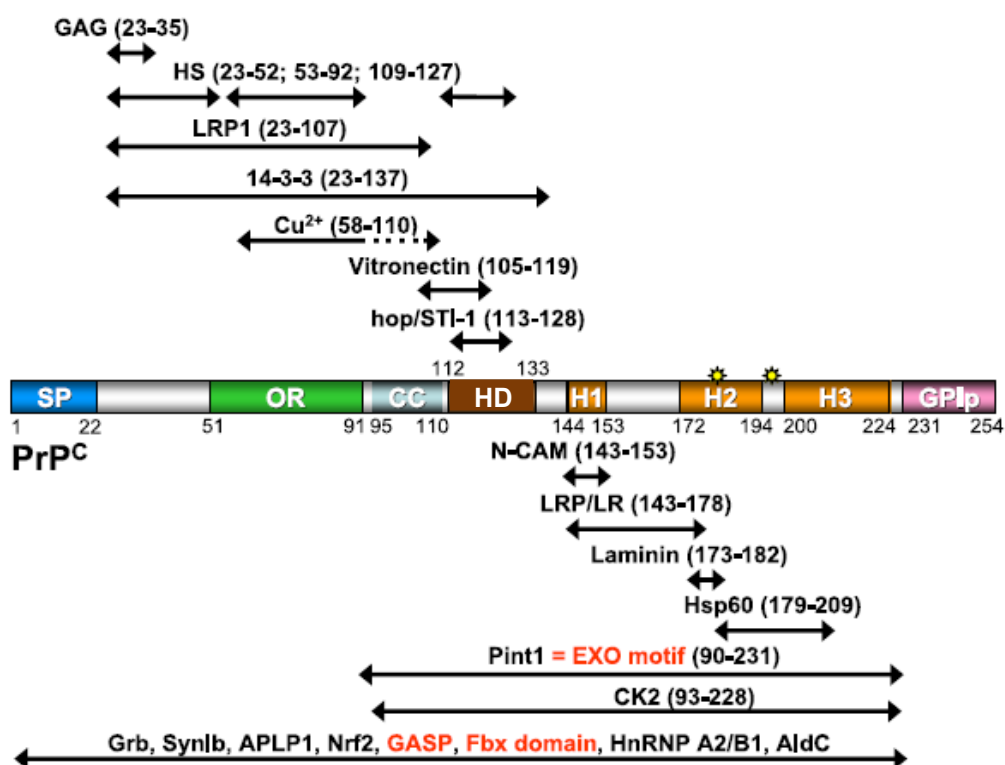 GAG (23-35)
HS (23-52; 53-92; 109-127)
LRP1 (23-107)
14-3-3 (23-137)
Cu²⁺ (58-110)
Vitronectin (105-119)
hop/STI-1 (113-128)
112 133
SP OR CC HD H1 H2 H3 GPIp
1 22 51 91 95 110 144 153 172 194 200 224 231 254
PrPᶜ
N-CAM (143-153)
LRP/LR (143-178)
Laminin (173-182)
Hsp60 (179-209)
Pint1 = EXO motif (90-231)
CK2 (93-228)
Grb, Synlb, APLP1, Nrf2, GASP, Fbx domain, HnRNP A2/B1, AldC